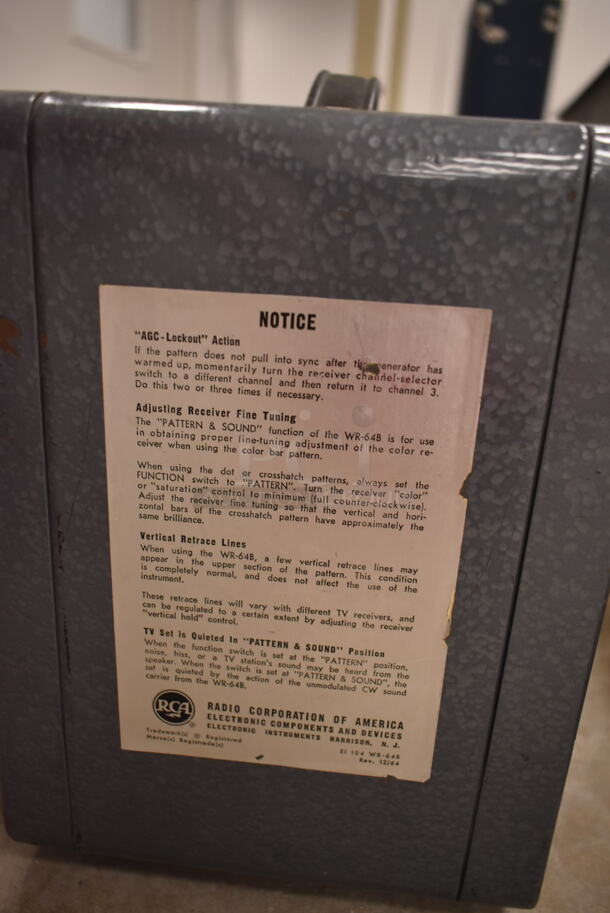 NOTICE
"AGC-Lockout" Action
If the pattern does not pull into sync after the generator has
warmed up, momentarily turn the receiver channel-selector
switch to a different channel and then return it to channel 3.
Do this two or three times if necessary.
Adjusting Receiver Fine Tuning
The "PATTERN & SOUND" function of the WR-64B is for use
in obtaining proper fine-tuning adjustment of the color re-
ceiver when using the color bar pattern.
When using the dot or crosshatch patterns, always set the
FUNCTION switch to "PATTERN". Turn the receiver "color"
or "saturation" control to minimum (full counter-clockwise).
Adjust the receiver fine tuning so that the vertical and hori-
zontal bars of the crosshatch pattern have approximately the
same brilliance.
Vertical Retrace Lines
When using the WR-64B, a few vertical retrace lines may
appear in the upper section of the pattern. This condition
is completely normal, and does not affect the use of the
instrument.
These retrace lines will vary with different TV receivers, and
can be regulated to a certain extent by adjusting the receiver
"vertical hold" control.
TV Set is Quieted In "PATTERN & SOUND" Position
When the function switch is set at the "PATTERN" position,
noise, hiss, or a TV station's sound may be heard from the
speaker. When the switch is set at "PATTERN & SOUND", the
set is quieted by the action of the unmodulated CW sound
carrier from the WR-64B.
RCA ®
RADIO CORPORATION OF AMERICA
ELECTRONIC COMPONENTS AND DEVICES
ELECTRONIC INSTRUMENTS HARRISON, N. J.
Trademark(s) ® Registered
Marca(s) Registrada(s)
EI 104 WR-64B
Rev. 12/64